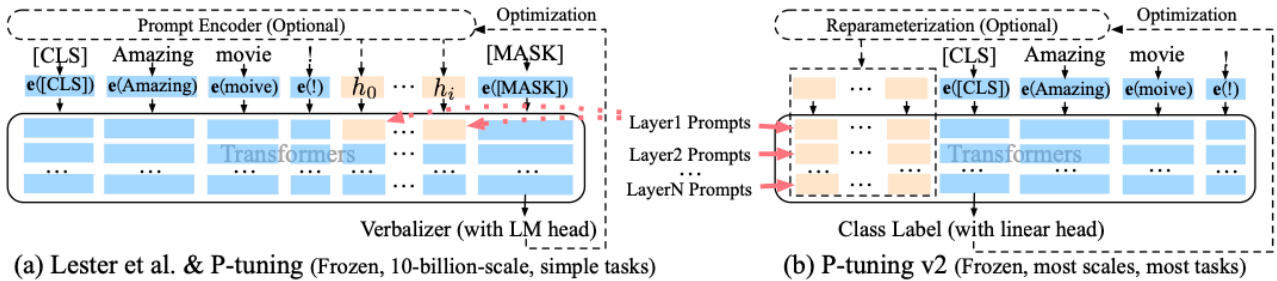 Prompt Encoder (Optional)
Optimization
[CLS] Amazing movie ! [MASK]
e([CLS]) e(Amazing) e(moive) e(!) h0 ... hi e([MASK])
...
Transformers
... ... ... ... ... ... ... ...
Verbalizer (with LM head)
(a) Lester et al. & P-tuning (Frozen, 10-billion-scale, simple tasks)
Layer1 Prompts
Layer2 Prompts
...
LayerN Prompts
Reparameterization (Optional)
Optimization
[CLS] Amazing movie !
... e([CLS]) e(Amazing) e(moive) e(!)
...
Transformers
... ... ... ... ... ... ...
Class Label (with linear head)
(b) P-tuning v2 (Frozen, most scales, most tasks)